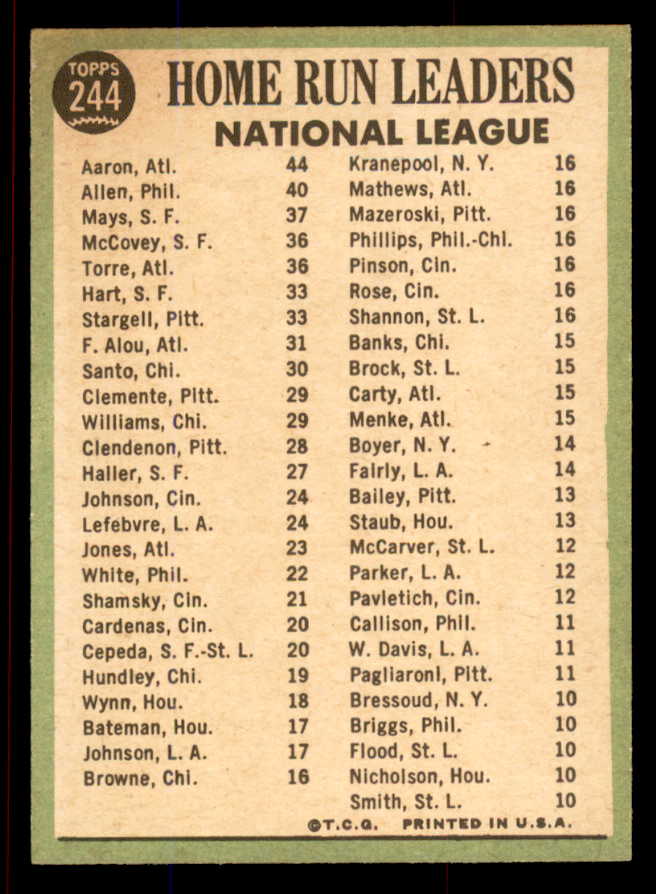 TOPPS
244
HOME RUN LEADERS
NATIONAL LEAGUE
Aaron, Atl. 44
Allen, Phil. 40
Mays, S. F. 37
McCovey, S. F. 36
Torre, Atl. 36
Hart, S. F. 33
Stargell, Pitt. 33
F. Alou, Atl. 31
Santo, Chi. 30
Clemente, Pitt. 29
Williams, Chi. 29
Clendenon, Pitt. 28
Haller, S. F. 27
Johnson, Cin. 24
Lefebvre, L. A. 24
Jones, Atl. 23
White, Phil. 22
Shamsky, Cin. 21
Cardenas, Cin. 20
Cepeda, S. F.-St. L. 20
Hundley, Chi. 19
Wynn, Hou. 18
Bateman, Hou. 17
Johnson, L. A. 17
Browne, Chi. 16
Kranepool, N. Y. 16
Mathews, Atl. 16
Mazeroski, Pitt. 16
Phillips, Phil.-Chi. 16
Pinson, Cin. 16
Rose, Cin. 16
Shannon, St. L. 16
Banks, Chi. 15
Brock, St. L. 15
Carty, Atl. 15
Menke, Atl. 15
Boyer, N. Y. 14
Fairly, L. A. 14
Bailey, Pitt. 13
Staub, Hou. 13
McCarver, St. L. 12
Parker, L. A. 12
Pavletich, Cin. 12
Callison, Phil. 11
W. Davis, L. A. 11
Pagliaroni, Pitt. 11
Bressoud, N. Y. 10
Briggs, Phil. 10
Flood, St. L. 10
Nicholson, Hou. 10
Smith, St. L. 10
©T.C.G. PRINTED IN U.S.A.